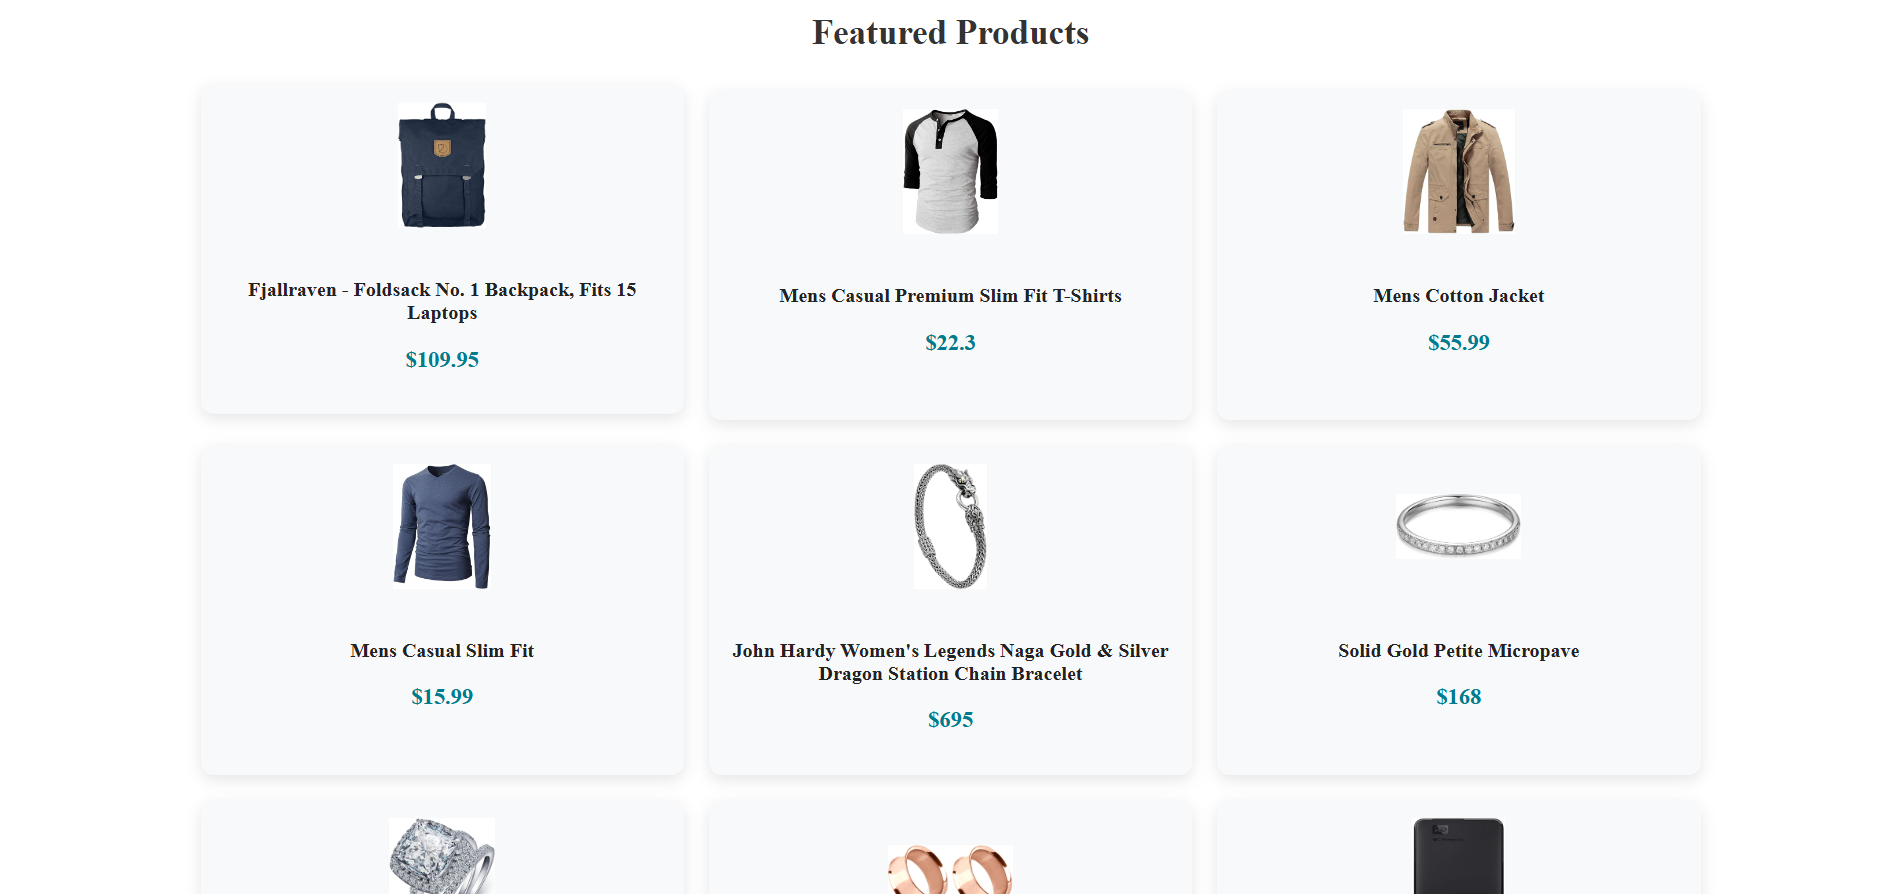 Featured Products
Fjallraven - Foldsack No. 1 Backpack, Fits 15
Laptops
$109.95
Mens Casual Premium Slim Fit T-Shirts
$22.3
Mens Cotton Jacket
$55.99
Mens Casual Slim Fit
$15.99
John Hardy Women's Legends Naga Gold & Silver
Dragon Station Chain Bracelet
$695
Solid Gold Petite Micropave
$168